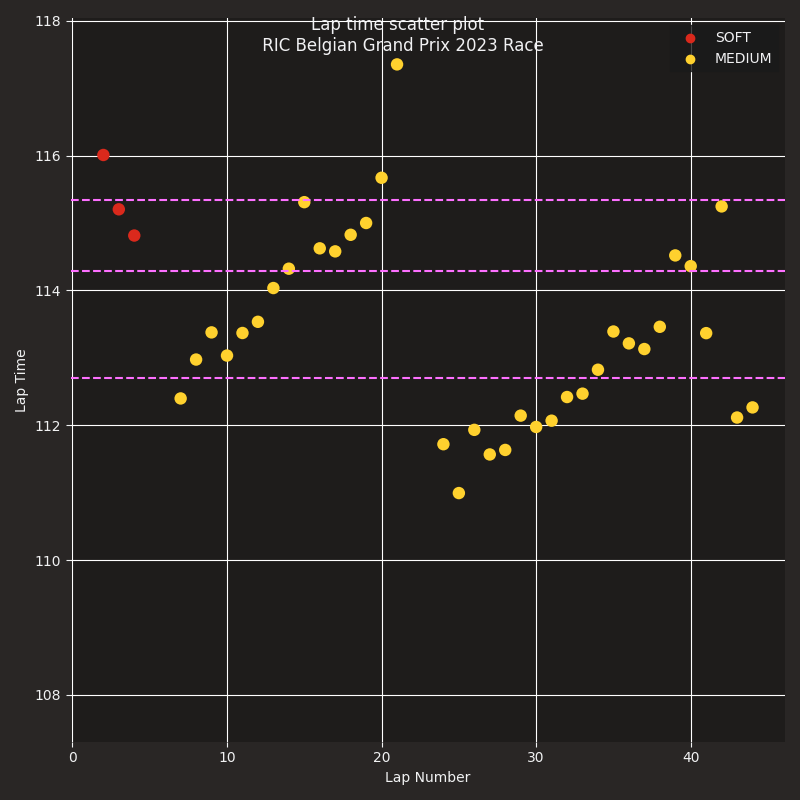 Lap time scatter plot
RIC Belgian Grand Prix 2023 Race
SOFT
MEDIUM
118
116
114
112
110
108
Lap Time
0 10 20 30 40
Lap Number